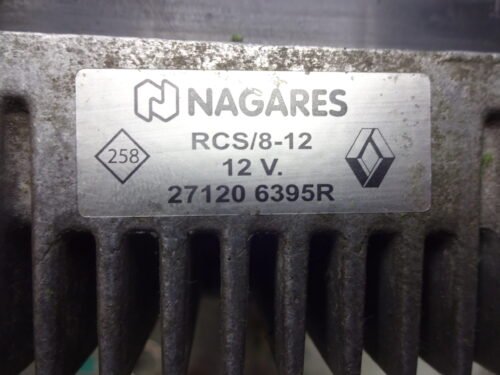 NAGARES
258
RCS/8-12
12 V.
27120 6395R